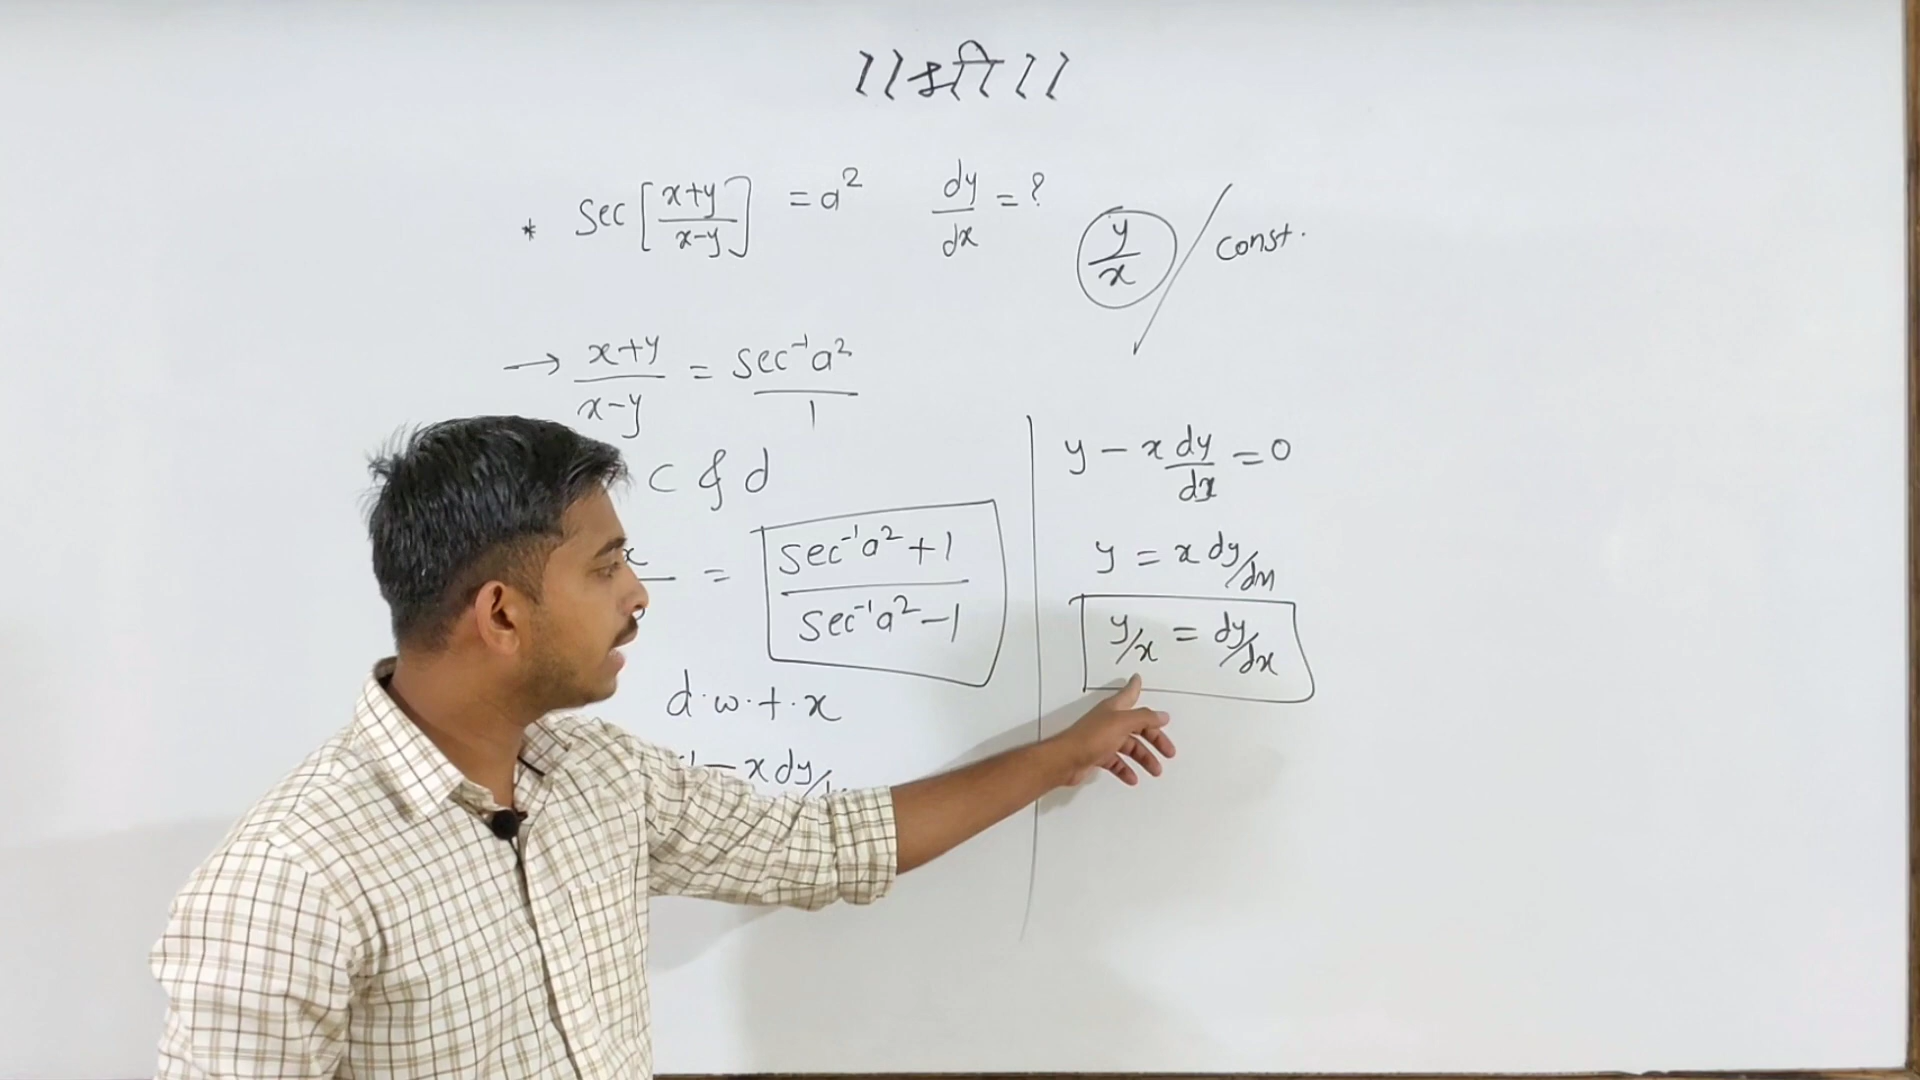 ।।श्री।।
* Sec[(x+y)/(x-y)] = a² dy/dx = ?
y/x / const.
→ (x+y)/(x-y) = sec⁻¹a²/1
c & d
= (sec⁻¹a²+1)/(sec⁻¹a²-1)
d.w.t.x
- x dy/
y - x dy/dx = 0
y = x dy/dx
y/x = dy/dx